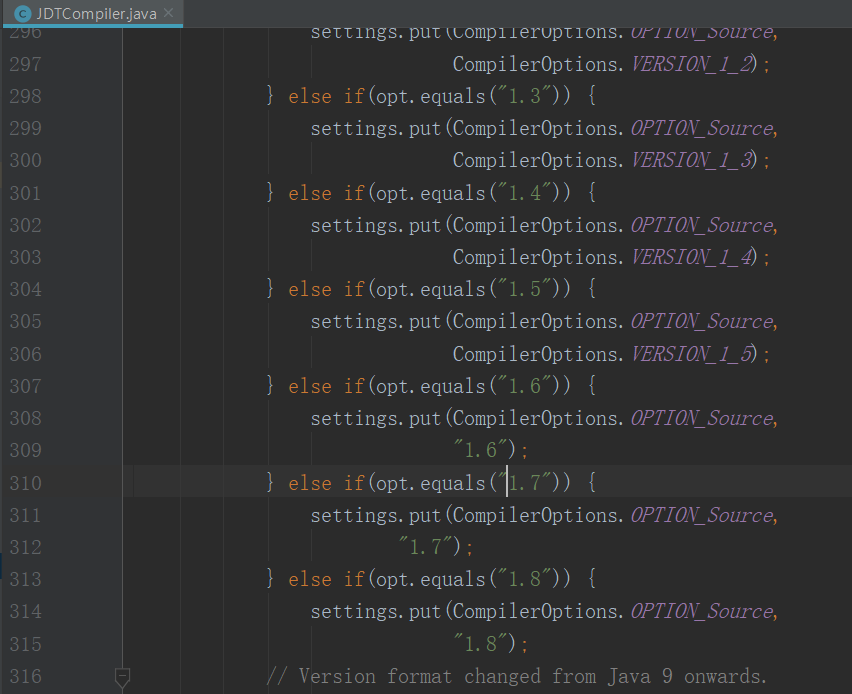 JDTCompiler.java
296 settings.put(CompilerOptions.OPTION_Source,
297 CompilerOptions.VERSION_1_2);
298 } else if(opt.equals("1.3")) {
299 settings.put(CompilerOptions.OPTION_Source,
300 CompilerOptions.VERSION_1_3);
301 } else if(opt.equals("1.4")) {
302 settings.put(CompilerOptions.OPTION_Source,
303 CompilerOptions.VERSION_1_4);
304 } else if(opt.equals("1.5")) {
305 settings.put(CompilerOptions.OPTION_Source,
306 CompilerOptions.VERSION_1_5);
307 } else if(opt.equals("1.6")) {
308 settings.put(CompilerOptions.OPTION_Source,
309 "1.6");
310 } else if(opt.equals("1.7")) {
311 settings.put(CompilerOptions.OPTION_Source,
312 "1.7");
313 } else if(opt.equals("1.8")) {
314 settings.put(CompilerOptions.OPTION_Source,
315 "1.8");
316 // Version format changed from Java 9 onwards.